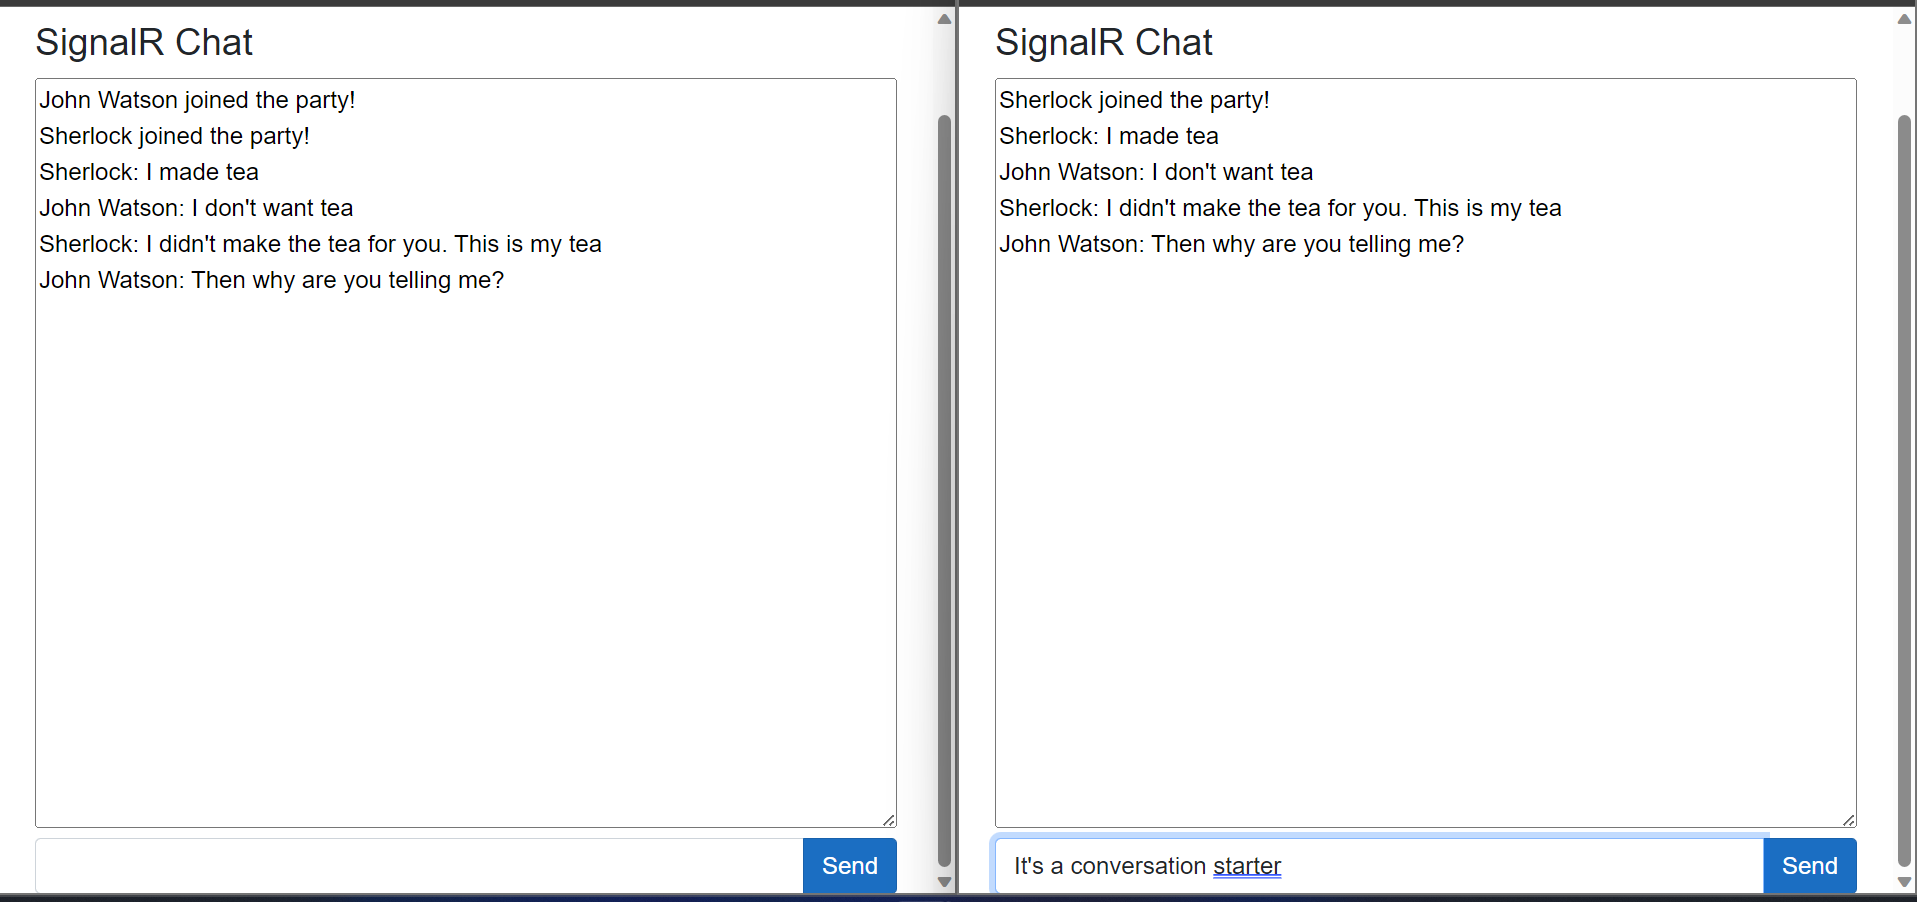 SignalR Chat
John Watson joined the party!
Sherlock joined the party!
Sherlock: I made tea
John Watson: I don't want tea
Sherlock: I didn't make the tea for you. This is my tea
John Watson: Then why are you telling me?
Send
SignalR Chat
Sherlock joined the party!
Sherlock: I made tea
John Watson: I don't want tea
Sherlock: I didn't make the tea for you. This is my tea
John Watson: Then why are you telling me?
It's a conversation starter
Send